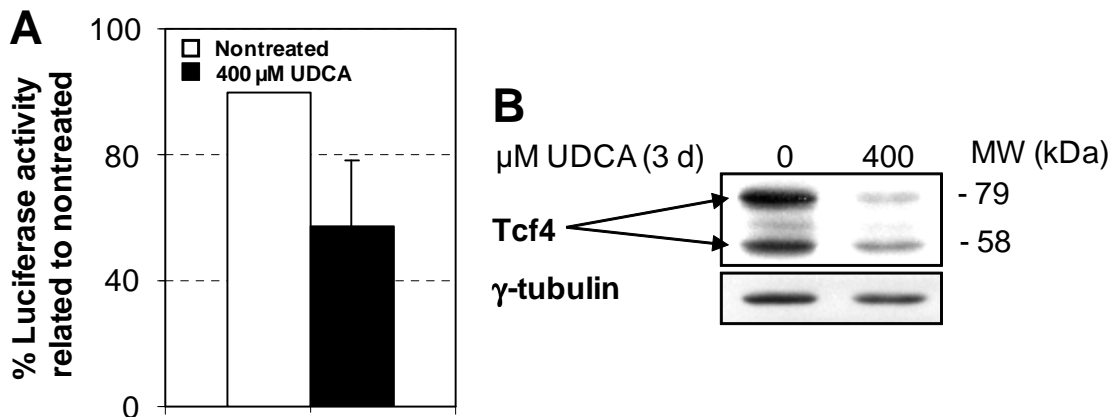 A
% Luciferase activity
related to nontreated
100
80
40
0
Nontreated
400 µM UDCA
B
µM UDCA (3 d) 0 400 MW (kDa)
Tcf4
- 79
- 58
γ-tubulin